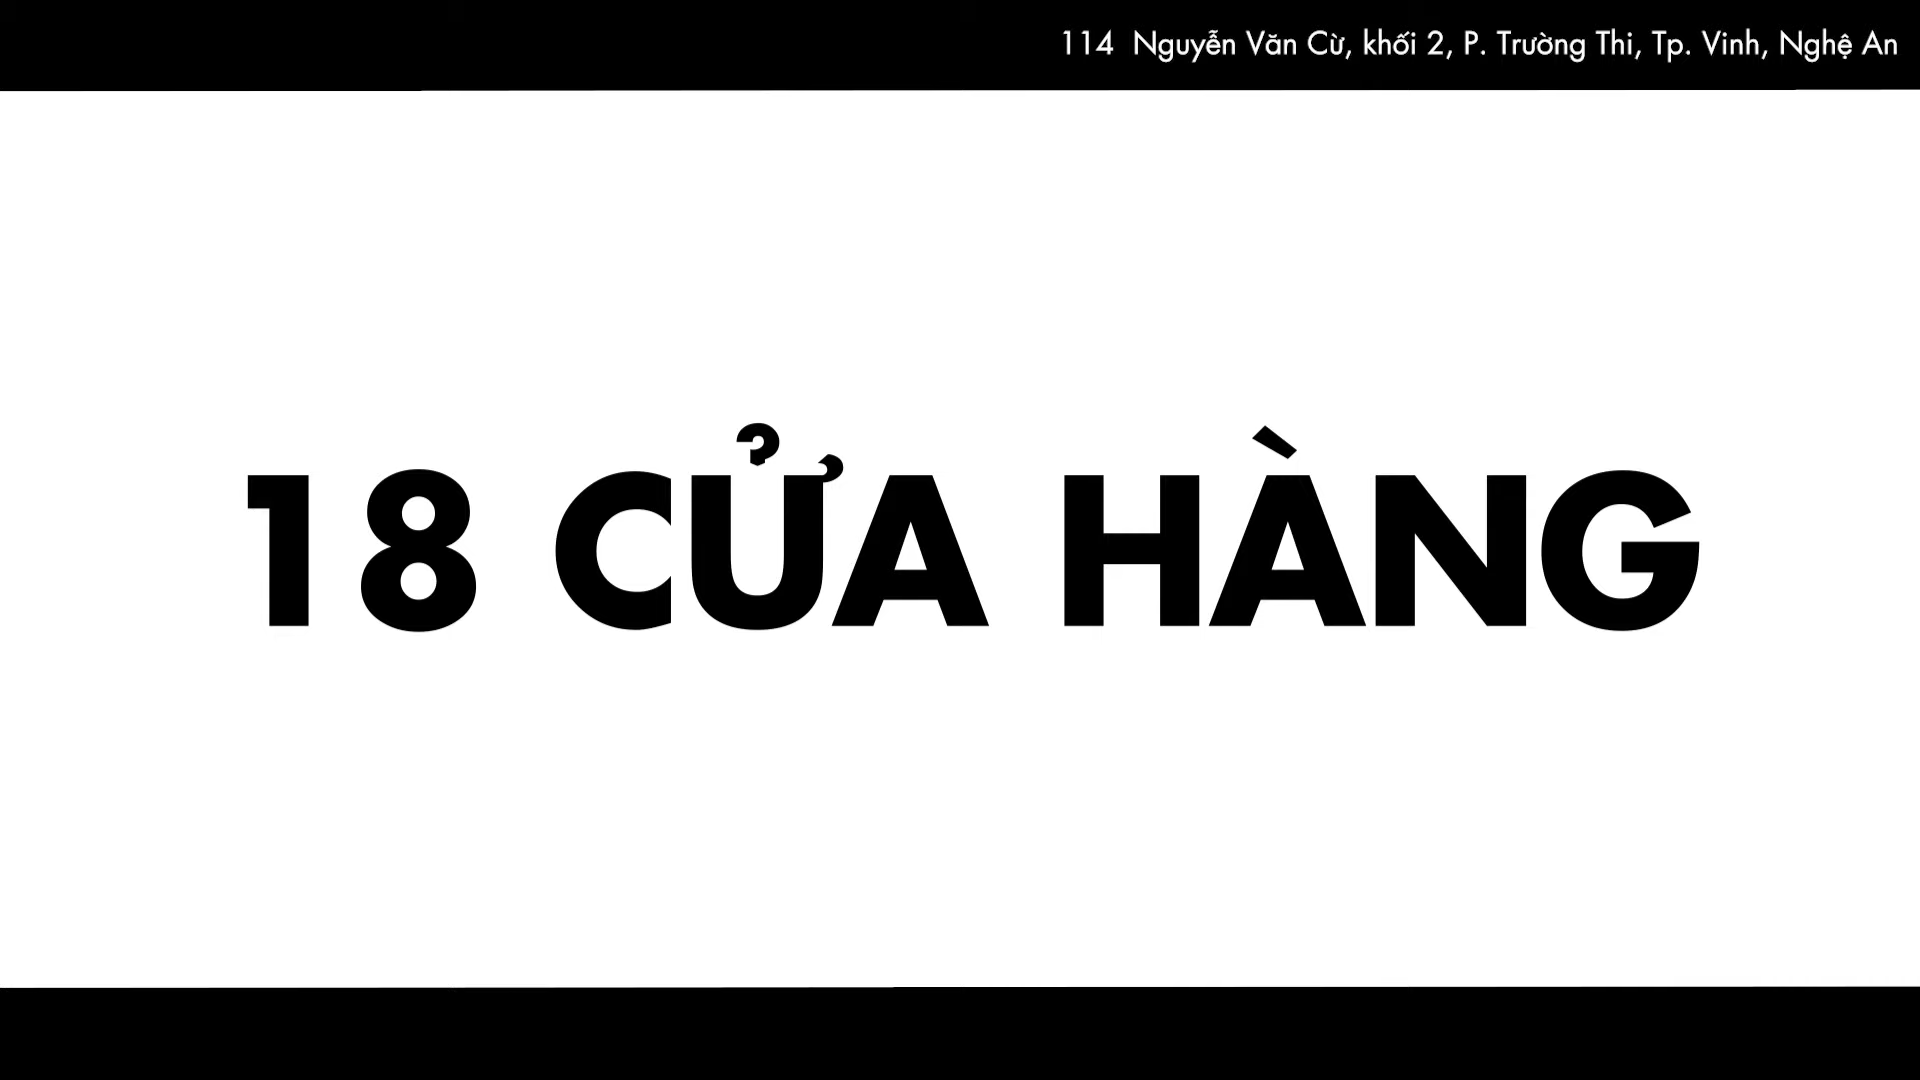 114 Nguyễn Văn Cừ, khối 2, P. Trường Thi, Tp. Vinh, Nghệ An
18 CỬA HÀNG